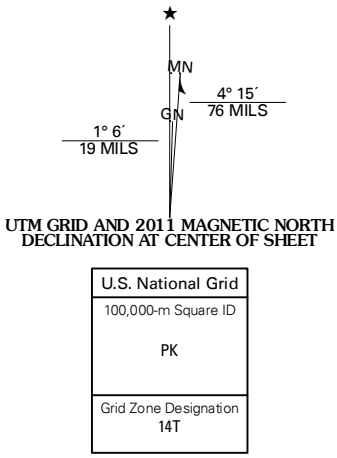 ★
MN
GN
4° 15´
76 MILS
1° 6´
19 MILS
UTM GRID AND 2011 MAGNETIC NORTH
DECLINATION AT CENTER OF SHEET
U.S. National Grid
100,000-m Square ID
PK
Grid Zone Designation
14T